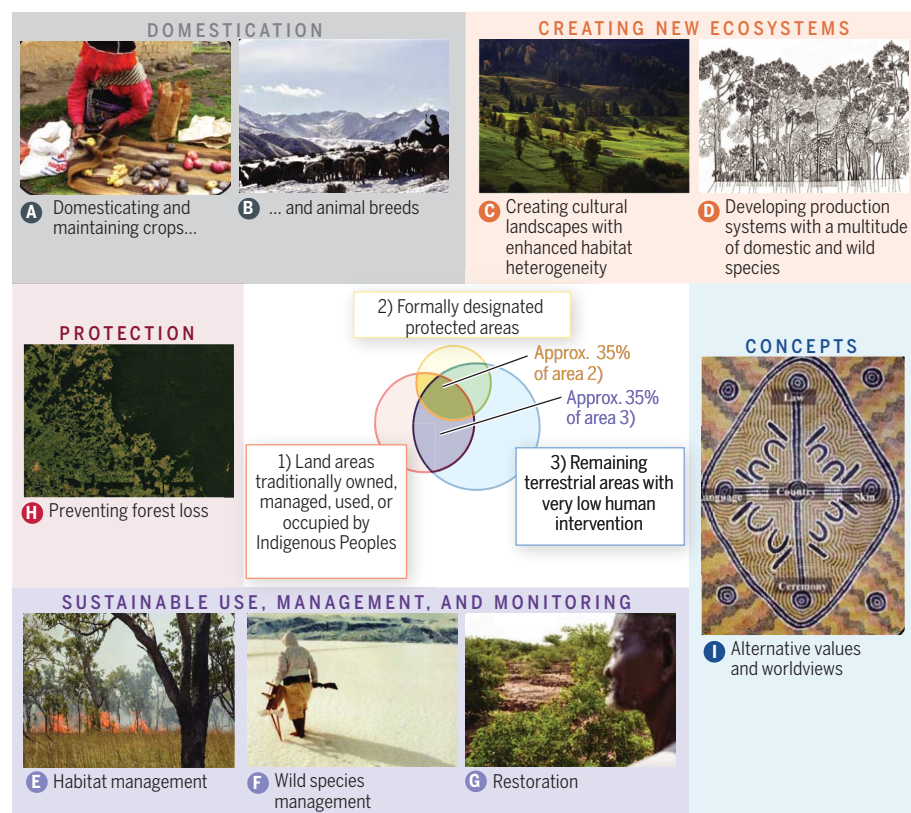 DOMESTICATION
A Domesticating and
maintaining crops...
B ... and animal breeds
CREATING NEW ECOSYSTEMS
C Creating cultural
landscapes with
enhanced habitat
heterogeneity
D Developing production
systems with a multitude
of domestic and wild
species
PROTECTION
H Preventing forest loss
2) Formally designated
protected areas
Approx. 35%
of area 2)
Approx. 35%
of area 3)
1) Land areas
traditionally owned,
managed, used, or
occupied by
Indigenous Peoples
3) Remaining
terrestrial areas with
very low human
intervention
CONCEPTS
Law
Language Country Skin
Ceremony
I Alternative values
and worldviews
SUSTAINABLE USE, MANAGEMENT, AND MONITORING
E Habitat management
F Wild species
management
G Restoration